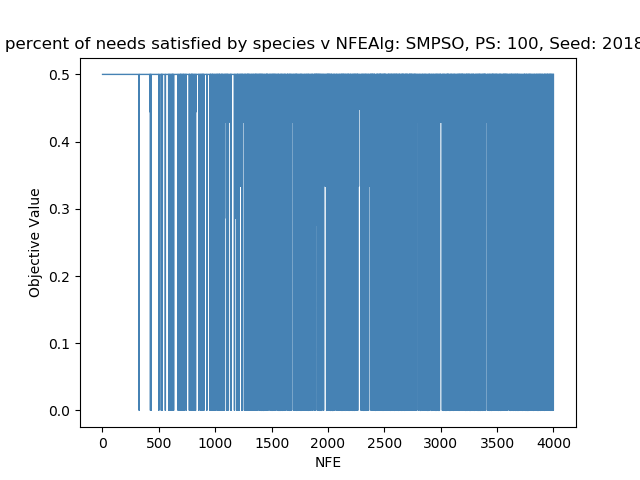 percent of needs satisfied by species v NFEAlg: SMPSO, PS: 100, Seed: 2018
0.5
0.4
0.3
0.2
0.1
0.0
Objective Value
0 500 1000 1500 2000 2500 3000 3500 4000
NFE